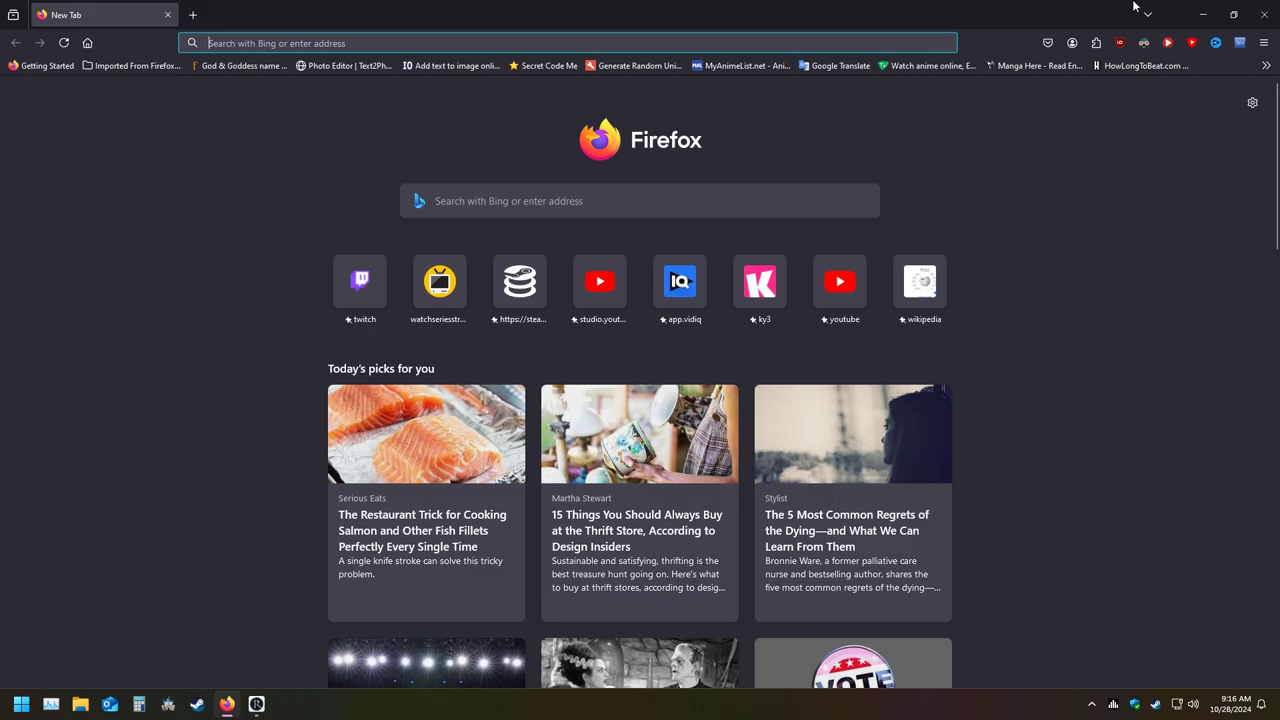 New Tab
Search with Bing or enter address
Getting Started
Imported From Firefox...
God & Goddess name ...
Photo Editor | Text2Ph...
Add text to image onli...
Secret Code Me
Generate Random Uni...
MyAnimeList.net - Ani...
Google Translate
Watch anime online, E...
Manga Here - Read En...
HowLongToBeat.com ...
Firefox
Search with Bing or enter address
twitch
watchseriesstr...
https://stea...
studio.yout...
app.vidiq
ky3
youtube
wikipedia
Today's picks for you
Serious Eats
The Restaurant Trick for Cooking
Salmon and Other Fish Fillets
Perfectly Every Single Time
A single knife stroke can solve this tricky
problem.
Martha Stewart
15 Things You Should Always Buy
at the Thrift Store, According to
Design Insiders
Sustainable and satisfying, thrifting is the
best treasure hunt going on. Here's what
to buy at thrift stores, according to desig...
Stylist
The 5 Most Common Regrets of
the Dying—and What We Can
Learn From Them
Bronnie Ware, a former palliative care
nurse and bestselling author, shares the
five most common regrets of the dying—...
VOTE
9:16 AM
10/28/2024